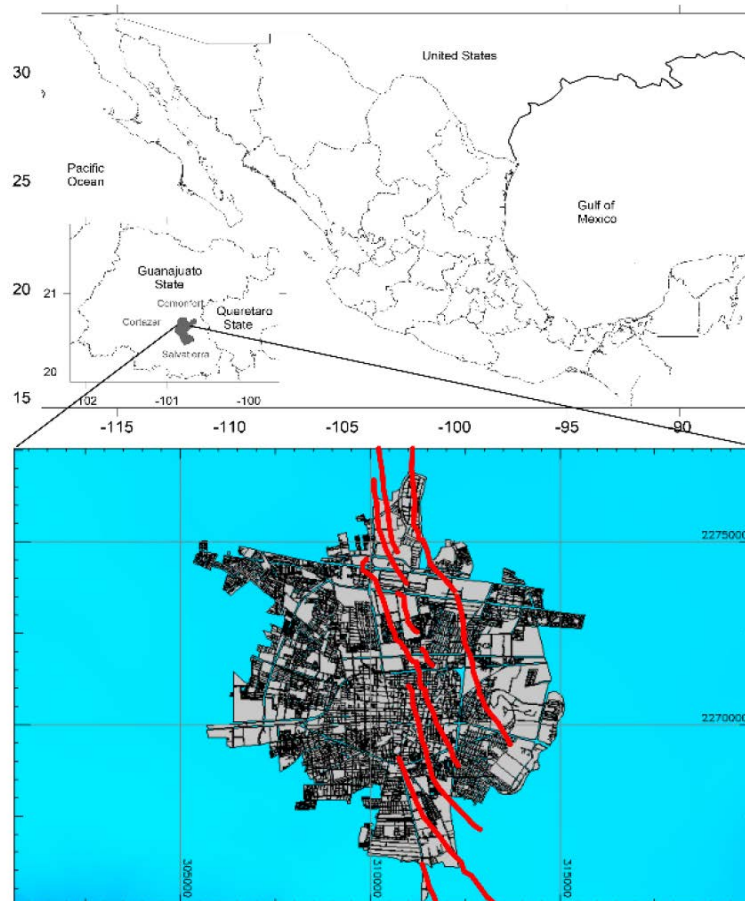 30
United States
25
Pacific
Ocean
Gulf of
Mexico
20
Guanajuato
State
21
Comonfort
Queretaro
State
Cortazar
Salvatierra
20
-102
-101
-100
15
-115
-110
-105
-100
-95
-90
2275000
2270000
305000
310000
315000